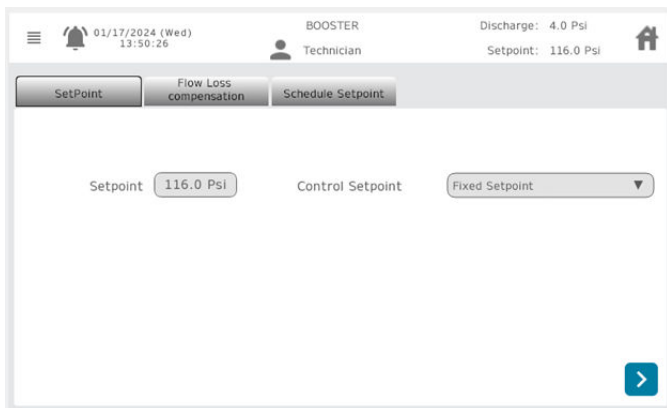 01/17/2024 (Wed)
13:50:26
BOOSTER
Technician
Discharge: 4.0 Psi
Setpoint: 116.0 Psi
SetPoint
Flow Loss
compensation
Schedule Setpoint
Setpoint 116.0 Psi Control Setpoint Fixed Setpoint